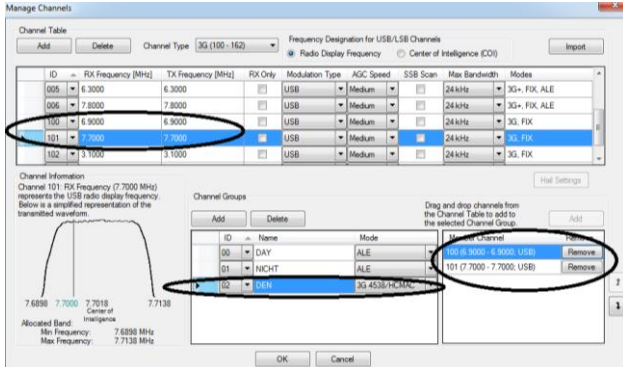 Manage Channels
Channel Table
Add Delete Channel Type 3G (100 - 162)
Frequency Designation for USB/LSB Channels
Radio Display Frequency Center of Intelligence (COI)
Import
ID RX Frequency [MHz] TX Frequency [MHz] RX Only Modulation Type AGC Speed SSB Scan Max Bandwidth Modes
005 6.3000 6.3000 USB Medium 24 kHz 3G+, FIX, ALE
006 7.8000 7.8000 USB Medium 24 kHz 3G+, FIX, ALE
100 6.9000 6.9000 USB Medium 24 kHz 3G, FIX
101 7.7000 7.7000 USB Medium 24 kHz 3G, FIX
102 3.1000 3.1000 USB Medium 24 kHz 3G, FIX
Hail Settings
Channel Information
Channel 101: RX Frequency (7.7000 MHz)
represents the USB radio display frequency.
Below is a simplified representation of the
transmitted waveform.
7.6898 7.7000 7.7018 7.7138
Center of
Intelligence
Allocated Band:
Min Frequency: 7.6898 MHz
Max Frequency: 7.7138 MHz
Channel Groups
Add Delete
Drag and drop channels from
the Channel Table to add to
the selected Channel Group.
Add
ID Name Mode
00 DAY ALE
01 NICHT ALE
02 DEN 3G 4538/HCMAC
Member Channel Remove
100 (6.9000 - 6.9000; USB) Remove
101 (7.7000 - 7.7000; USB) Remove
OK Cancel